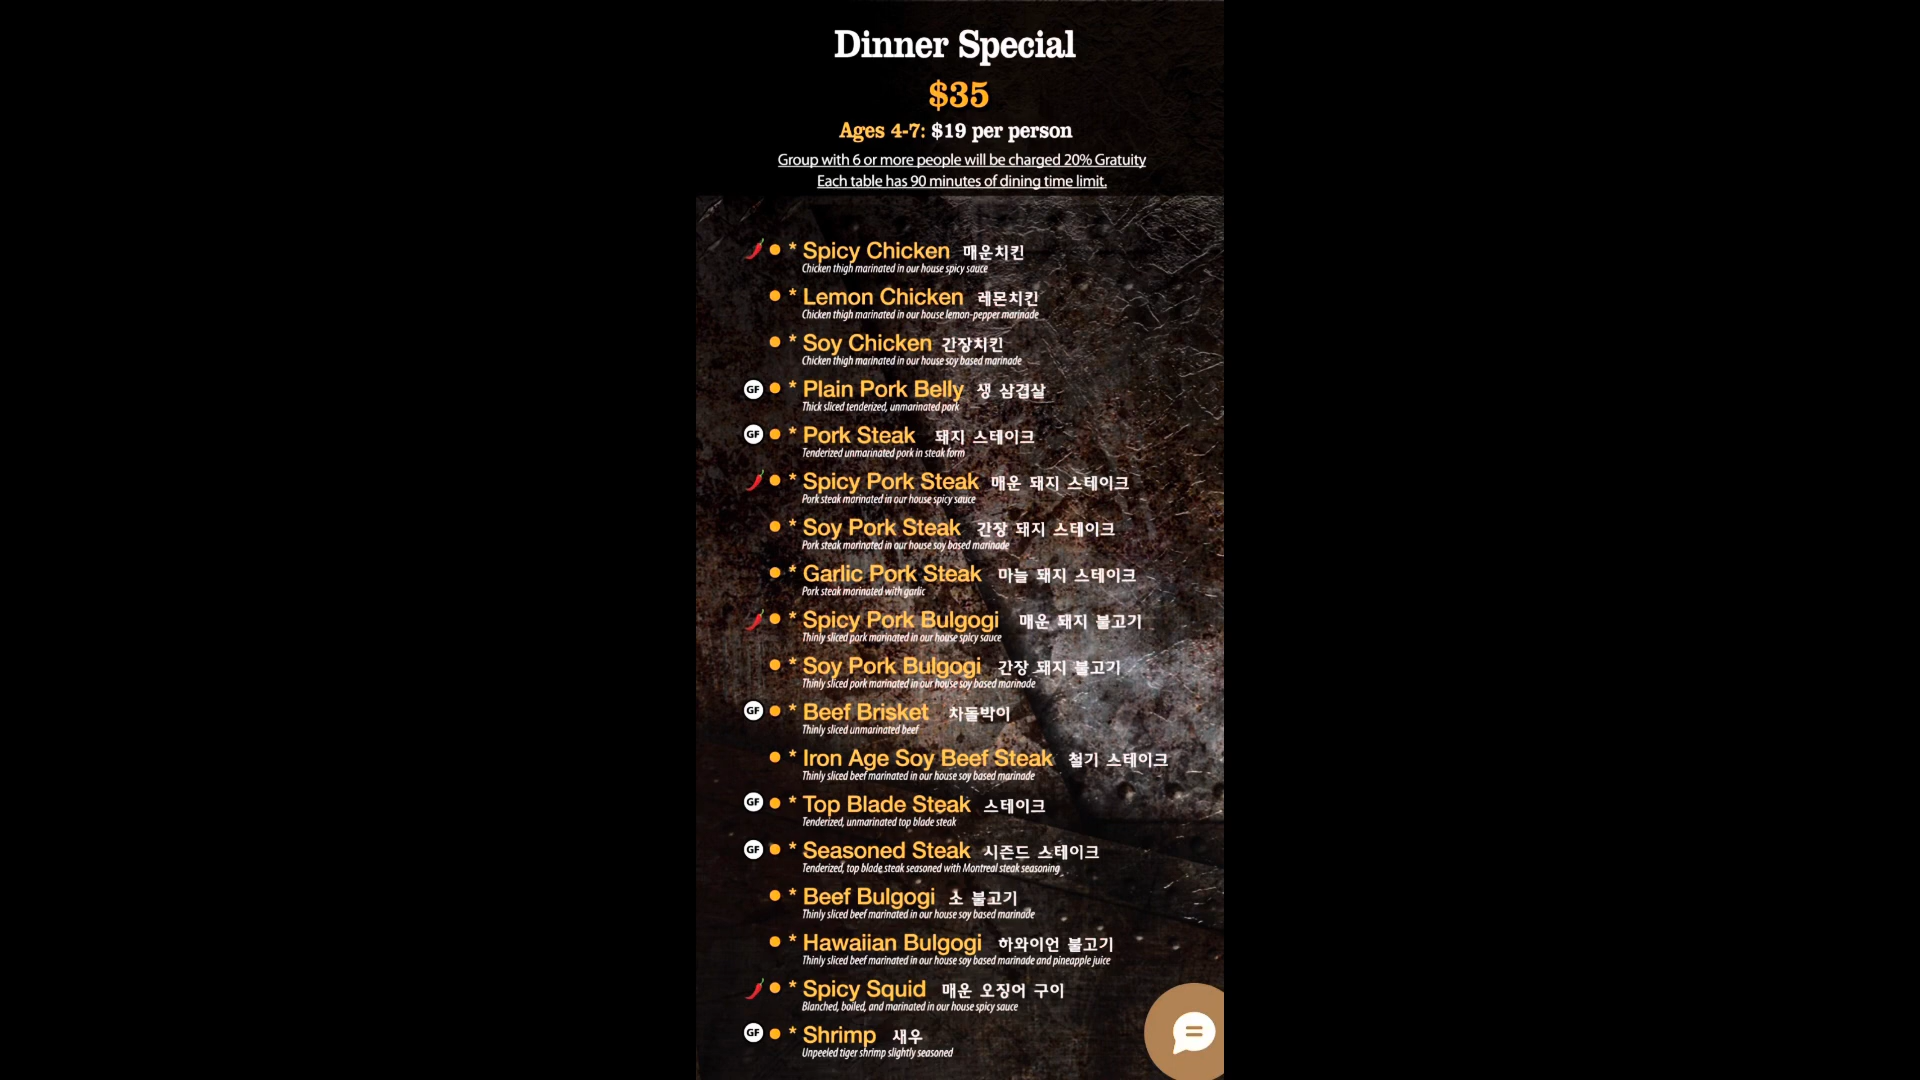 Dinner Special
$35
Ages 4-7: $19 per person
Group with 6 or more people will be charged 20% Gratuity
Each table has 90 minutes of dining time limit.
* Spicy Chicken 매운치킨
Chicken thigh marinated in our house spicy sauce
* Lemon Chicken 레몬치킨
Chicken thigh marinated in our house lemon-pepper marinade
* Soy Chicken 간장치킨
Chicken thigh marinated in our house soy based marinade
GF * Plain Pork Belly 생 삼겹살
Thick sliced tenderized, unmarinated pork
GF * Pork Steak 돼지 스테이크
Tenderized unmarinated pork in steak form
* Spicy Pork Steak 매운 돼지 스테이크
Pork steak marinated in our house spicy sauce
* Soy Pork Steak 간장 돼지 스테이크
Pork steak marinated in our house soy based marinade
* Garlic Pork Steak 마늘 돼지 스테이크
Pork steak marinated with garlic
* Spicy Pork Bulgogi 매운 돼지 불고기
Thinly sliced pork marinated in our house spicy sauce
* Soy Pork Bulgogi 간장 돼지 불고기
Thinly sliced pork marinated in our house soy based marinade
GF * Beef Brisket 차돌박이
Thinly sliced unmarinated beef
* Iron Age Soy Beef Steak 철기 스테이크
Thinly sliced beef marinated in our house soy based marinade
GF * Top Blade Steak 스테이크
Tenderized, unmarinated top blade steak
GF * Seasoned Steak 시즌드 스테이크
Tenderized, top blade steak seasoned with Montreal steak seasoning
* Beef Bulgogi 소 불고기
Thinly sliced beef marinated in our house soy based marinade
* Hawaiian Bulgogi 하와이언 불고기
Thinly sliced beef marinated in our house soy based marinade and pineapple juice
* Spicy Squid 매운 오징어 구이
Blanched, boiled, and marinated in our house spicy sauce
GF * Shrimp 새우
Unpeeled tiger shrimp slightly seasoned